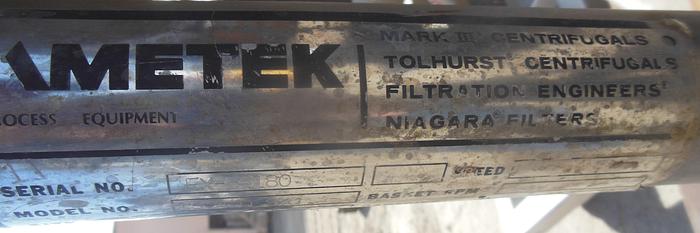 AMETEK
PROCESS EQUIPMENT
MARK III® CENTRIFUGALS
TOLHURST® CENTRIFUGALS
FILTRATION ENGINEERS®
NIAGARA® FILTERS
SERIAL NO. SPEED
MODEL NO. BASKET RPM